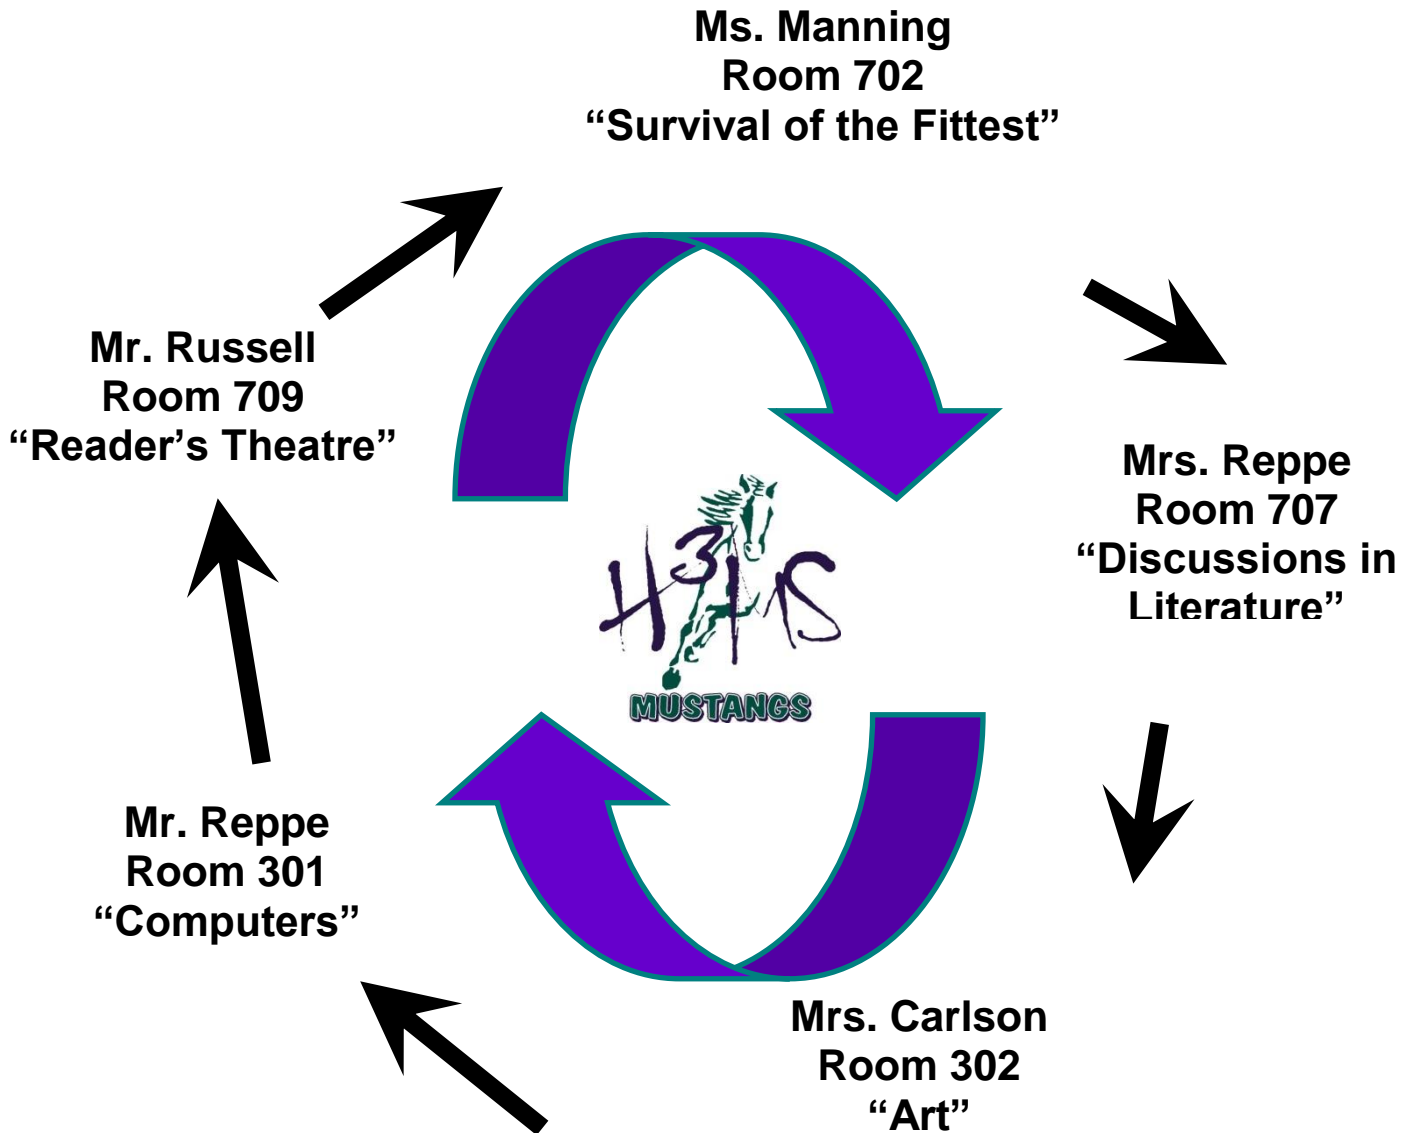 Ms. Manning
Room 702
“Survival of the Fittest”
Mr. Russell
Room 709
“Reader’s Theatre”
Mrs. Reppe
Room 707
“Discussions in
Literature”
H3HS
MUSTANGS
Mr. Reppe
Room 301
“Computers”
Mrs. Carlson
Room 302
“Art”